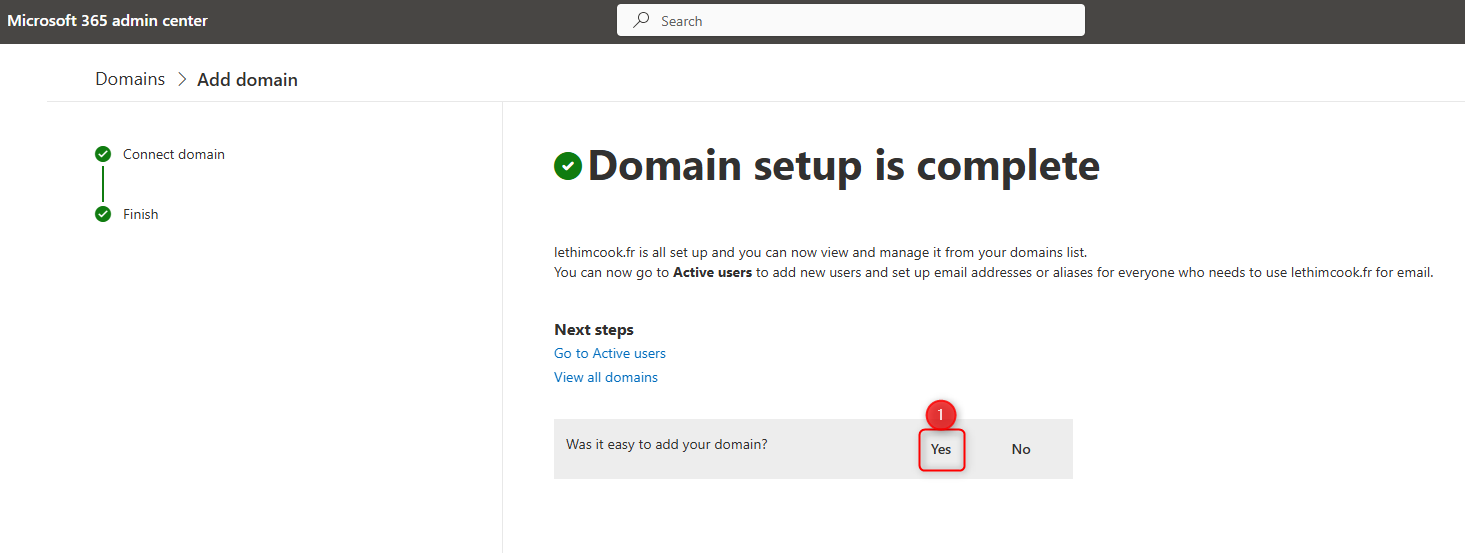 Microsoft 365 admin center
Search
Domains > Add domain
Connect domain
Finish
Domain setup is complete
lethimcook.fr is all set up and you can now view and manage it from your domains list.
You can now go to Active users to add new users and set up email addresses or aliases for everyone who needs to use lethimcook.fr for email.
Next steps
Go to Active users
View all domains
1
Was it easy to add your domain?
Yes
No